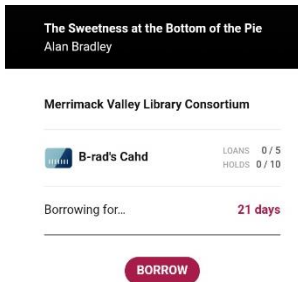 The Sweetness at the Bottom of the Pie
Alan Bradley
Merrimack Valley Library Consortium
B-rad's Cahd
LOANS 0 / 5
HOLDS 0 / 10
Borrowing for...
21 days
BORROW